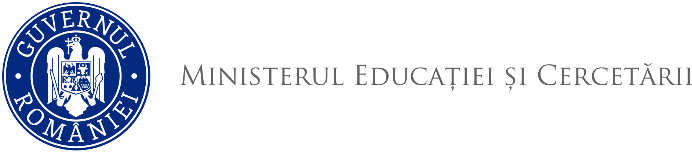 GUVERNUL
ROMÂNIEI
MINISTERUL EDUCAȚIEI ȘI CERCETĂRII